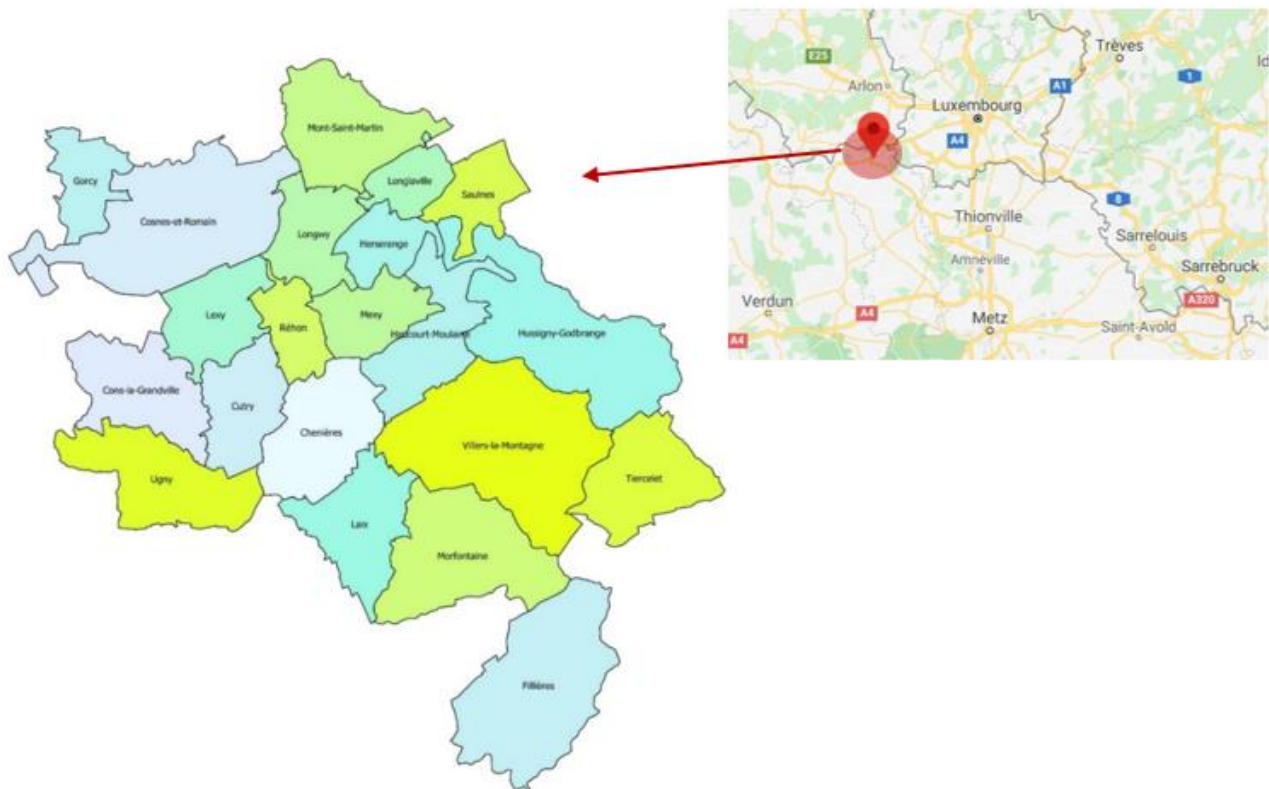 Mont-Saint-Martin
Gorcy
Longlaville
Saulnes
Cosnes-et-Romain
Longwy
Herserange
Lexy
Réhon
Mexy
Haucourt-Moulaine
Hussigny-Godbrange
Cons-la-Grandville
Cutry
Chenières
Villers-la-Montagne
Ugny
Tiercelet
Laix
Morfontaine
Fillières
E25
Trèves
Arlon
A1
1
Luxembourg
A4
8
Thionville
Sarrelouis
Amnéville
Sarrebruck
Verdun
A4
A320
Metz
Saint-Avold
A4
Id